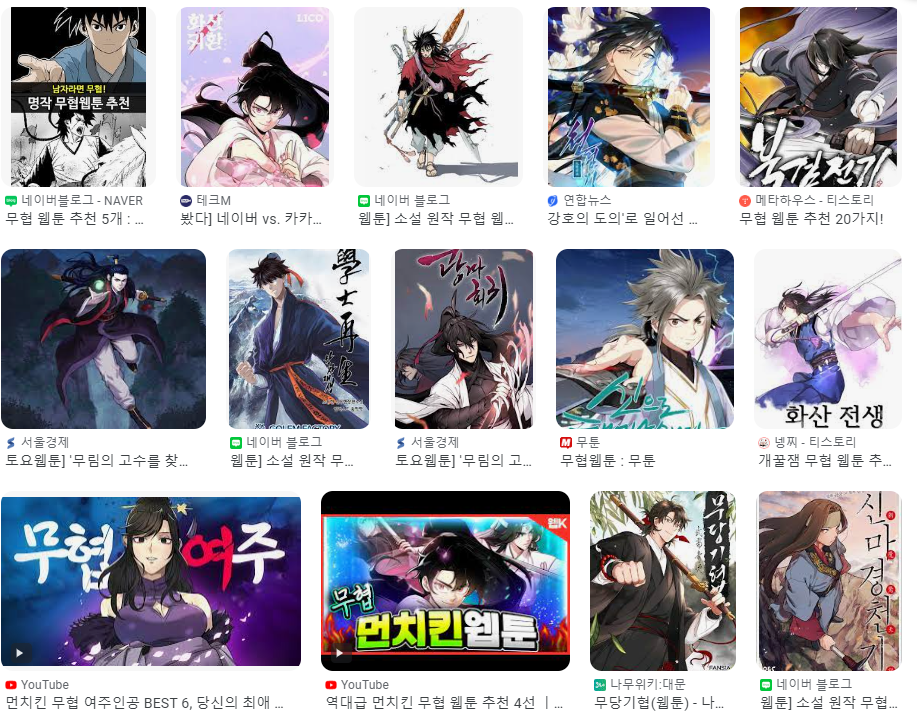 남자라면 무협!
명작 무협웹툰 추천
네이버블로그 - NAVER
무협 웹툰 추천 5개 : ...
화산귀환
LICO
테크M
봤다] 네이버 vs. 카카...
네이버 블로그
웹툰] 소설 원작 무협 웹...
연합뉴스
강호의 도의'로 일어선 ...
북검전기
메타하우스 - 티스토리
무협 웹툰 추천 20가지!
서울경제
토요웹툰] '무림의 고수를 찾...
學士再生
GOLEM FACTORY
네이버 블로그
웹툰] 소설 원작 무...
광마회귀
서울경제
토요웹툰] '무림의 고...
신으로
무툰
무협웹툰 : 무툰
화산 전생
넹찌 - 티스토리
개꿀잼 무협 웹툰 추...
무협 여주
YouTube
먼치킨 무협 여주인공 BEST 6, 당신의 최애 ...
웹K
무협
먼치킨웹툰
YouTube
역대급 먼치킨 무협 웹툰 추천 4선 ㅣ...
무당기협
FANSIA
나무위키:대문
무당기협(웹툰) - 나...
신마경천기
네이버 블로그
웹툰] 소설 원작 무협...